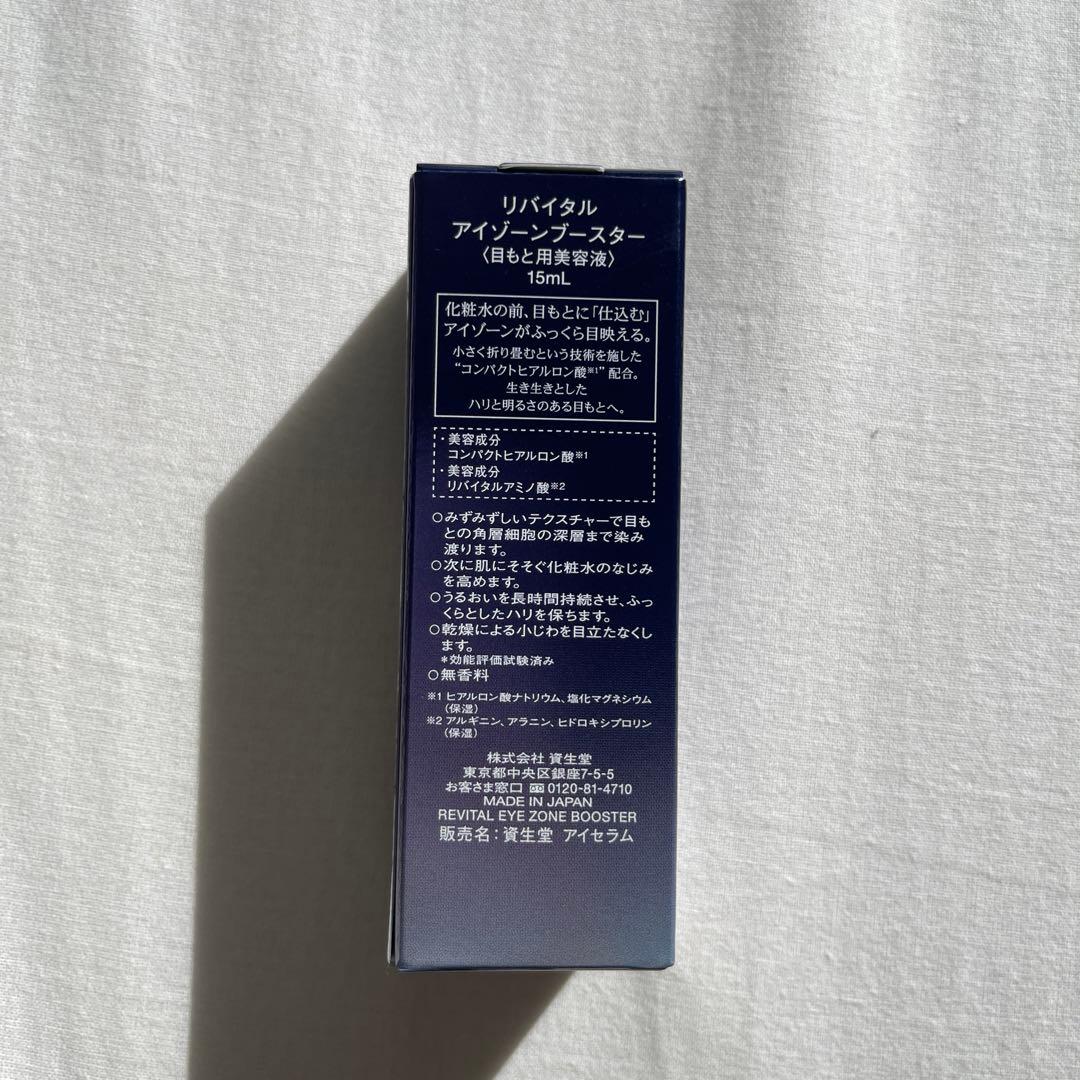 リバイタル
アイゾーンブースター
〈目もと用美容液〉
15mL
化粧水の前、目もとに「仕込む」
アイゾーンがふっくら目映える。
小さく折り畳むという技術を施した
“コンパクトヒアルロン酸※1”配合。
生き生きとした
ハリと明るさのある目もとへ。
・美容成分
コンパクトヒアルロン酸※1
・美容成分
リバイタルアミノ酸※2
○みずみずしいテクスチャーで目も
との角層細胞の深層まで染み
渡ります。
○次に肌にそそぐ化粧水のなじみ
を高めます。
○うるおいを長時間持続させ、ふっ
くらとしたハリを保ちます。
○乾燥による小じわを目立たなくし
ます。
＊効能評価試験済み
○無香料
※1 ヒアルロン酸ナトリウム、塩化マグネシウム
（保湿）
※2 アルギニン、アラニン、ヒドロキシプロリン
（保湿）
株式会社 資生堂
東京都中央区銀座7-5-5
お客さま窓口 0120-81-4710
MADE IN JAPAN
REVITAL EYE ZONE BOOSTER
販売名：資生堂 アイセラム